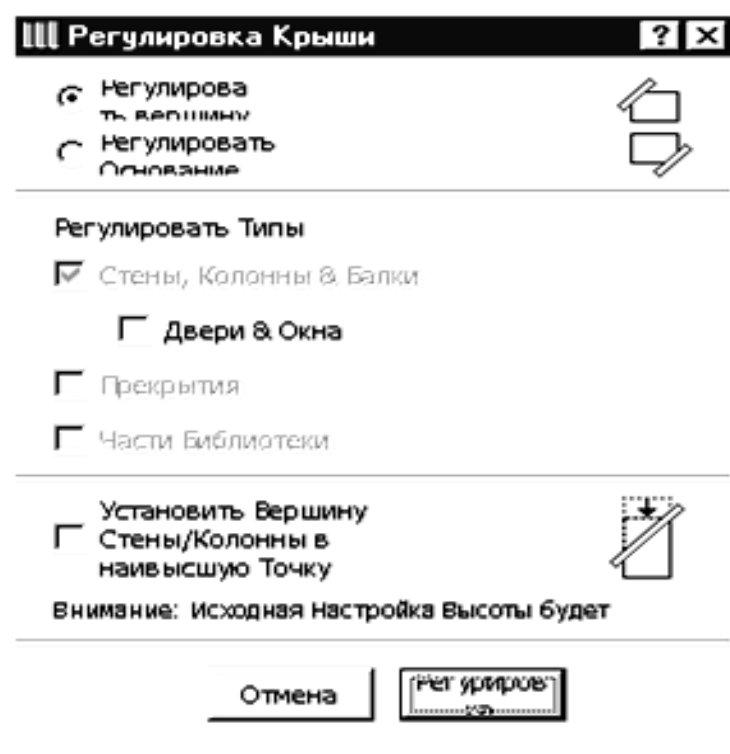 Регулировка Крыши
Регулирова
ть вершину
Регулировать
Основание
Регулировать Типы
Стены, Колонны & Балки
Двери & Окна
Прекрытия
Части Библиотеки
Установить Вершину
Стены/Колонны в
наивысшую Точку
Внимание: Исходная Настройка Высоты будет
Отмена